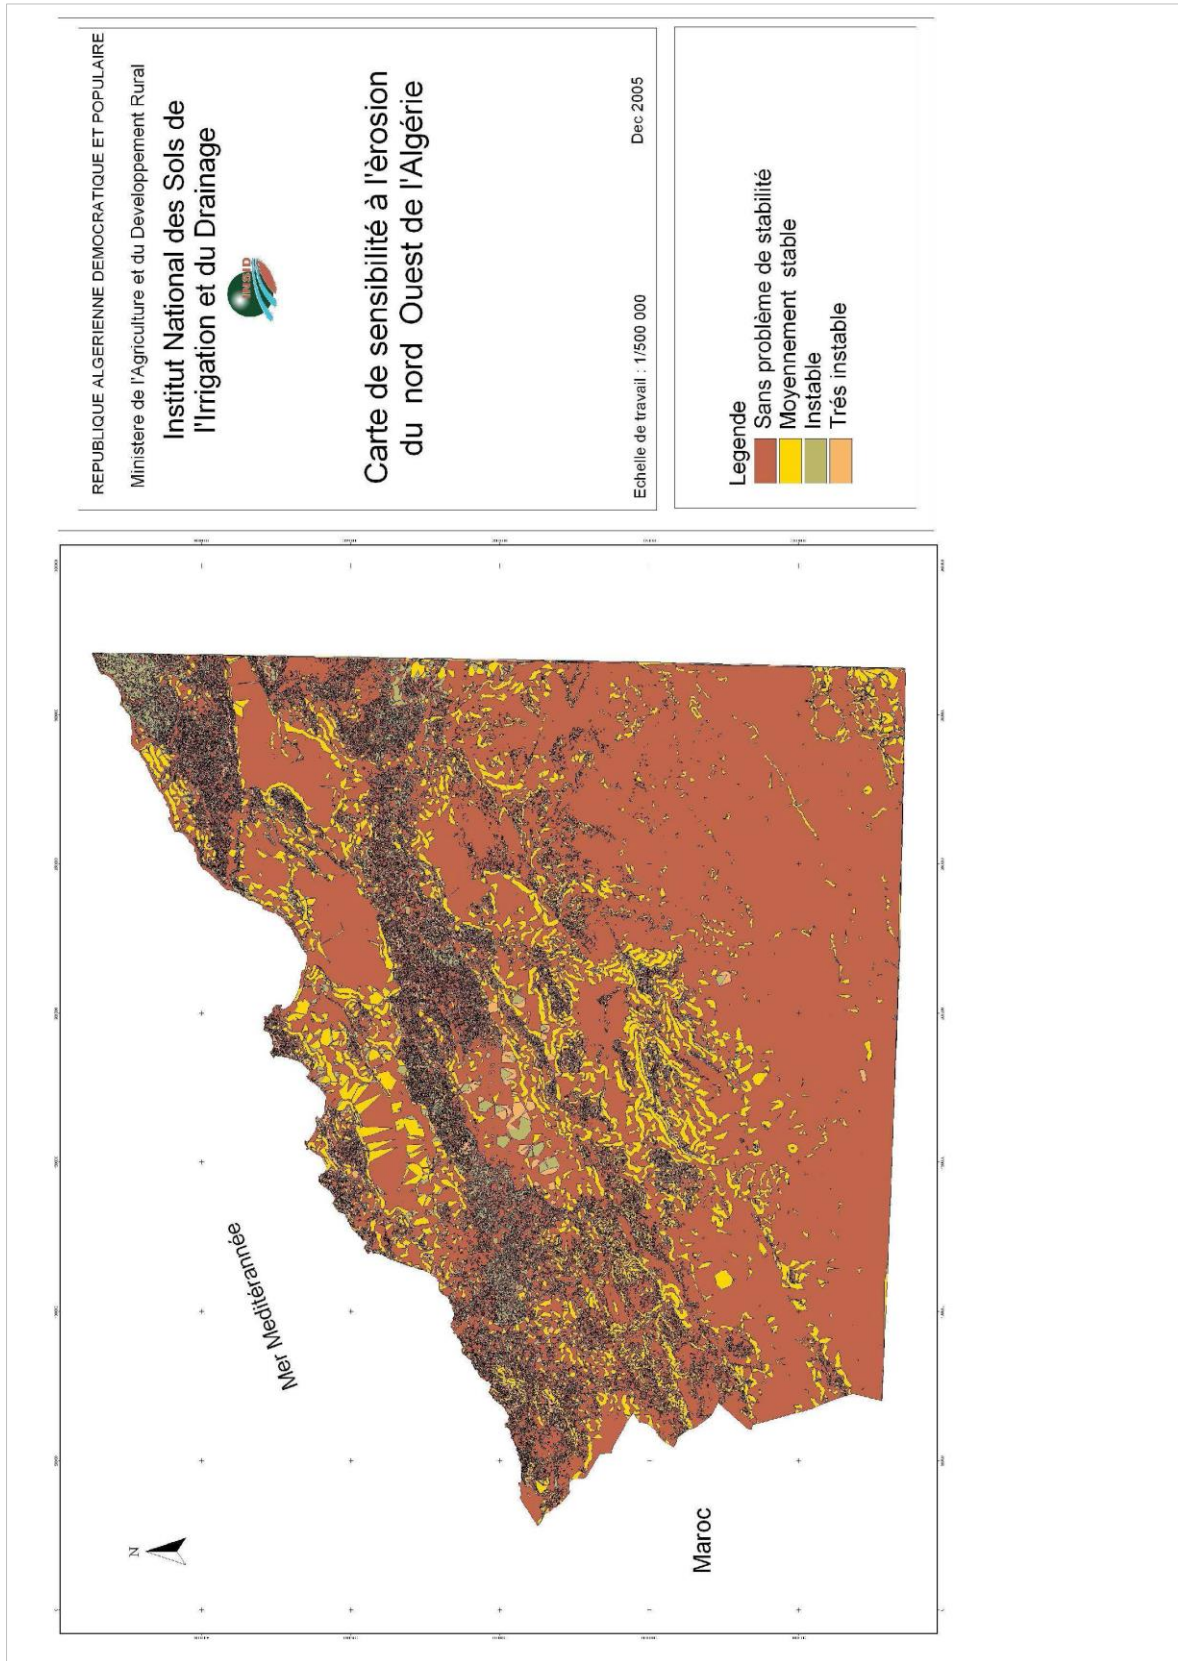 REPUBLIQUE ALGERIENNE DEMOCRATIQUE ET POPULAIRE
Ministere de l'Agriculture et du Developpement Rural
Institut National des Sols de
l'Irrigation et du Drainage
INSID
Carte de sensibilité à l'èrosion
du nord Ouest de l'Algérie
Echelle de travail : 1/500 000
Dec 2005
Legende
Sans problème de stabilité
Moyennement stable
Instable
Trés instable
N
Mer Meditérannée
Maroc